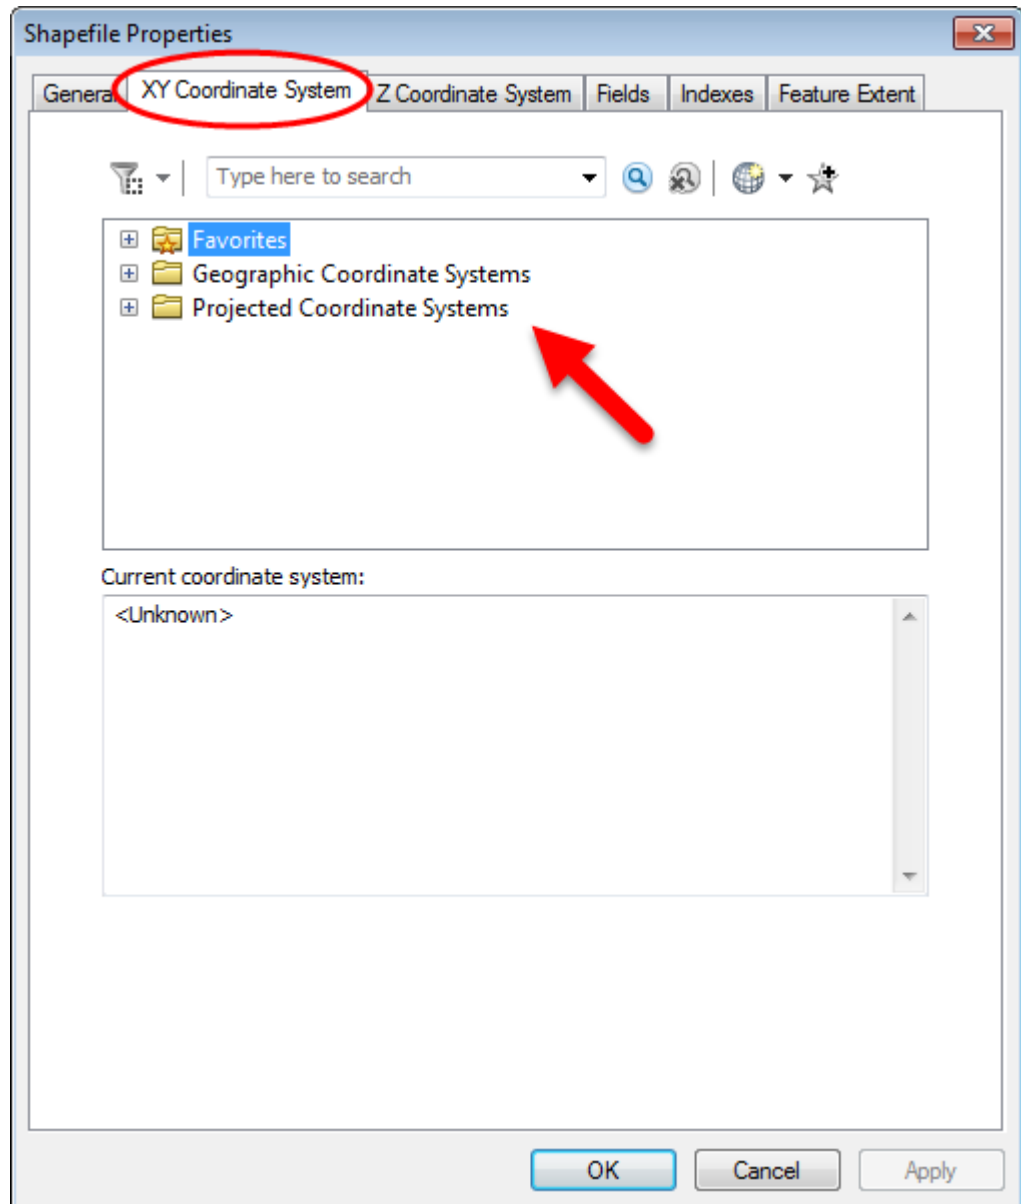 Shapefile Properties
General XY Coordinate System Z Coordinate System Fields Indexes Feature Extent
Type here to search
Favorites
Geographic Coordinate Systems
Projected Coordinate Systems
Current coordinate system:
<Unknown>
OK Cancel Apply